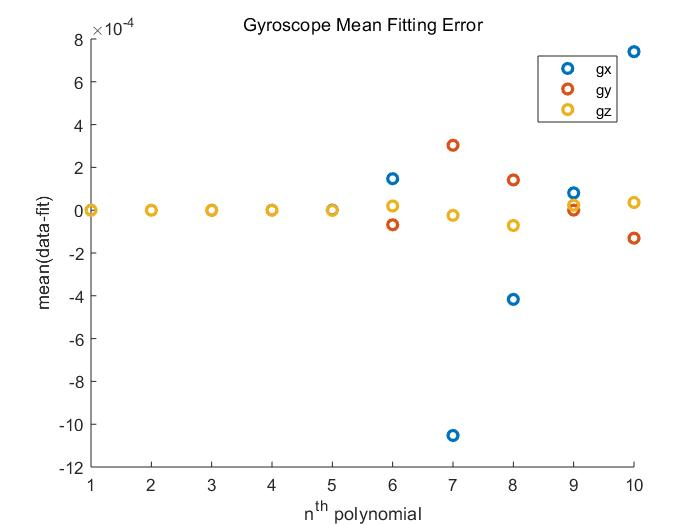 Gyroscope Mean Fitting Error
×10^-4
8
6
4
2
0
-2
-4
-6
-8
-10
-12
mean(data-fit)
gx
gy
gz
1 2 3 4 5 6 7 8 9 10
n^th polynomial